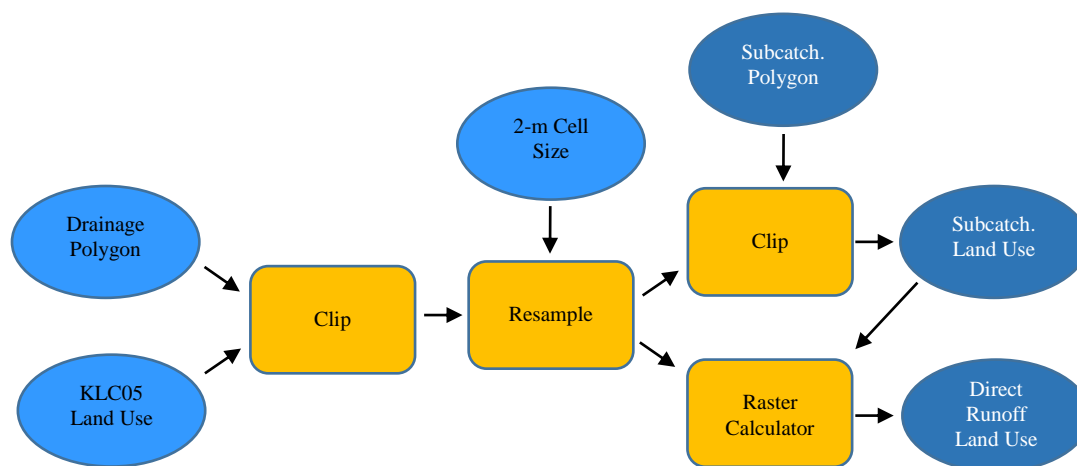 Subcatch.
Polygon
2-m Cell
Size
Drainage
Polygon
Clip
Subcatch.
Land Use
Clip
Resample
KLC05
Land Use
Raster
Calculator
Direct
Runoff
Land Use